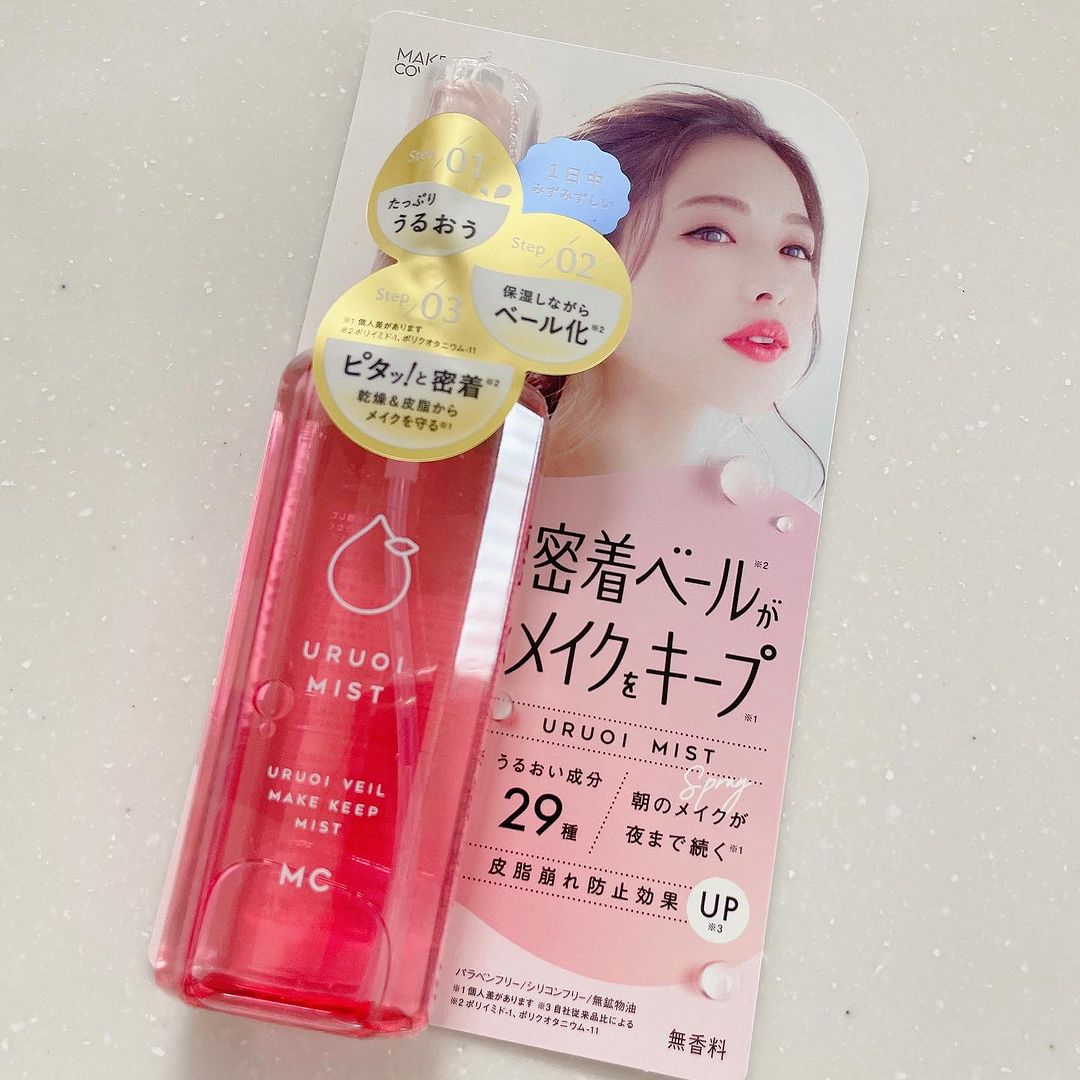 Step 01
たっぷり
うるおう
1日中
みずみずしい
Step 02
保湿しながら
ベール化※2
Step 03
※1 個人差があります
※2 ポリイミド-1、ポリクオタニウム-11
ピタッ!と密着※2
乾燥&皮脂から
メイクを守る※1
URUOI
MIST
URUOI VEIL
MAKE KEEP
MIST
MC
密着ベール※2が
メイクをキープ※1
URUOI MIST
Spray
うるおい成分
29種
朝のメイクが
夜まで続く※1
皮脂崩れ防止効果
UP
※3
パラベンフリー/シリコンフリー/無鉱物油
※1 個人差があります ※3 自社従来品比による
※2 ポリイミド-1、ポリクオタニウム-11
無香料